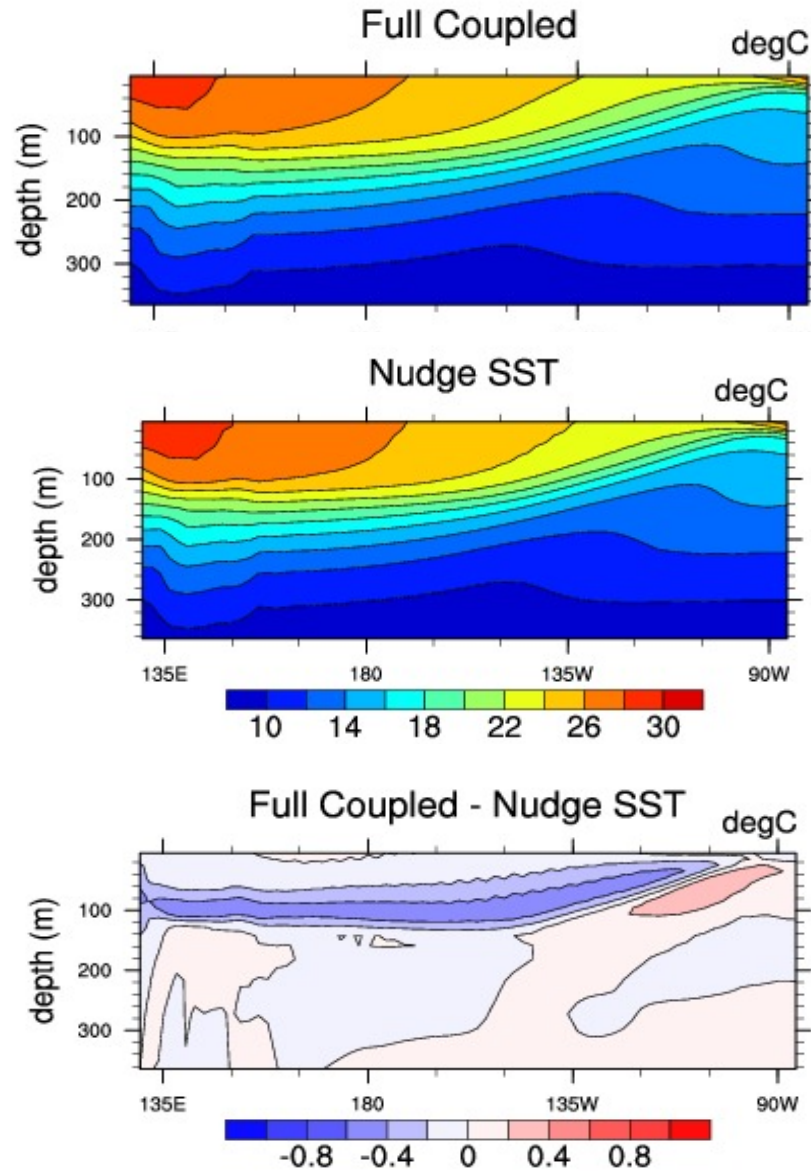 Full Coupled
degC
depth (m)
100
200
300
Nudge SST
degC
depth (m)
100
200
300
135E 180 135W 90W
10 14 18 22 26 30
Full Coupled - Nudge SST
degC
depth (m)
100
200
300
135E 180 135W 90W
-0.8 -0.4 0 0.4 0.8